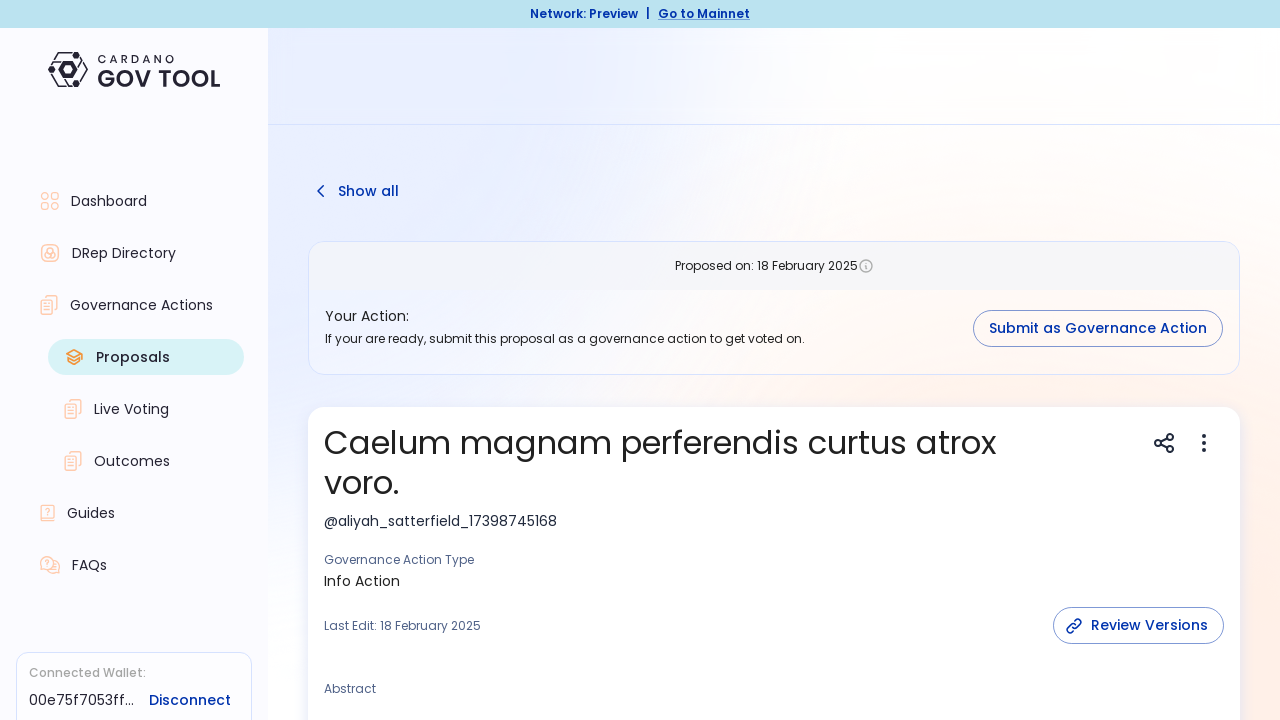 Network: Preview | Go to Mainnet
CARDANO
GOV TOOL
Dashboard
DRep Directory
Governance Actions
Proposals
Live Voting
Outcomes
Guides
FAQs
Connected Wallet:
00e75f7053ff... Disconnect
Show all
Proposed on: 18 February 2025
Your Action:
If your are ready, submit this proposal as a governance action to get voted on.
Submit as Governance Action
Caelum magnam perferendis curtus atrox
voro.
@aliyah_satterfield_17398745168
Governance Action Type
Info Action
Last Edit: 18 February 2025
Review Versions
Abstract